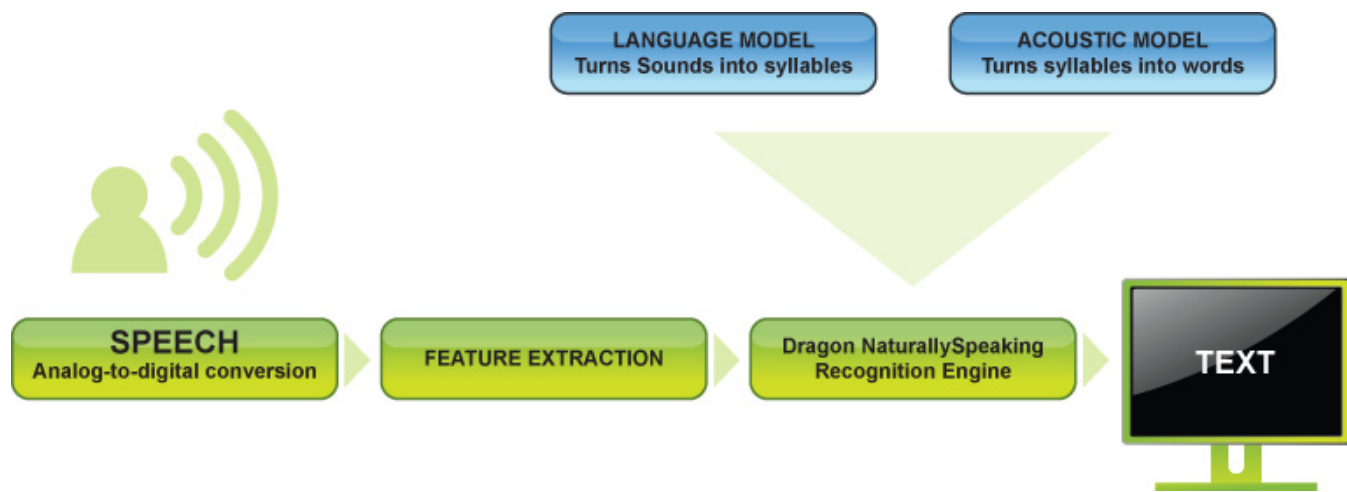 LANGUAGE MODEL
Turns Sounds into syllables
ACOUSTIC MODEL
Turns syllables into words
SPEECH
Analog-to-digital conversion
FEATURE EXTRACTION
Dragon NaturallySpeaking
Recognition Engine
TEXT